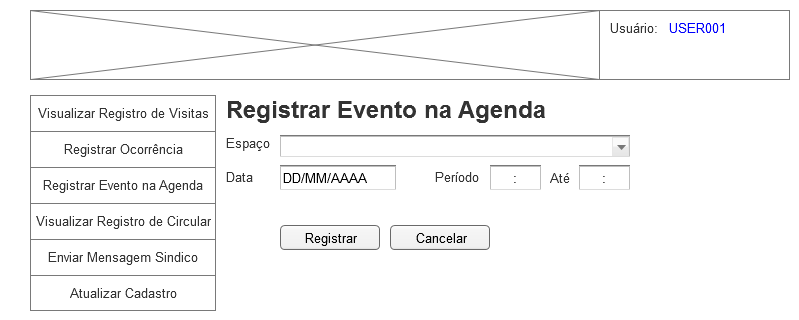 Usuário: USER001
Visualizar Registro de Visitas
Registrar Ocorrência
Registrar Evento na Agenda
Visualizar Registro de Circular
Enviar Mensagem Sindico
Atualizar Cadastro
Registrar Evento na Agenda
Espaço
Data DD/MM/AAAA Período : Até :
Registrar Cancelar